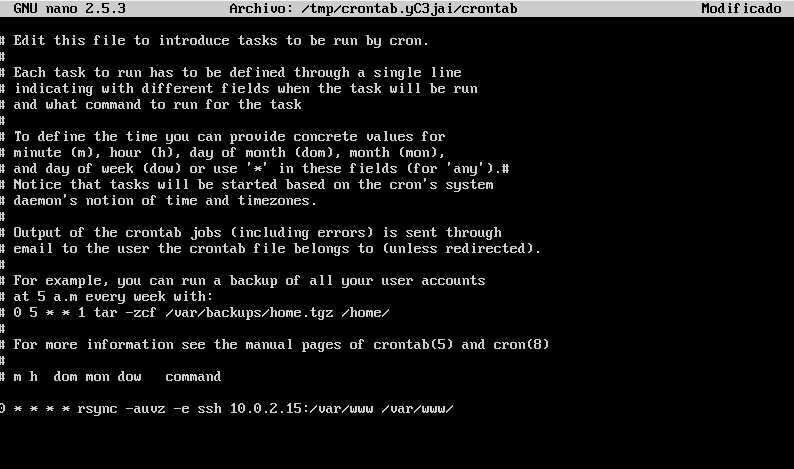 GNU nano 2.5.3 Archivo: /tmp/crontab.yC3jai/crontab Modificado
# Edit this file to introduce tasks to be run by cron.
#
# Each task to run has to be defined through a single line
# indicating with different fields when the task will be run
# and what command to run for the task
#
# To define the time you can provide concrete values for
# minute (m), hour (h), day of month (dom), month (mon),
# and day of week (dow) or use '*' in these fields (for 'any').#
# Notice that tasks will be started based on the cron's system
# daemon's notion of time and timezones.
#
# Output of the crontab jobs (including errors) is sent through
# email to the user the crontab file belongs to (unless redirected).
#
# For example, you can run a backup of all your user accounts
# at 5 a.m every week with:
# 0 5 * * 1 tar -zcf /var/backups/home.tgz /home/
#
# For more information see the manual pages of crontab(5) and cron(8)
#
# m h  dom mon dow   command
0 * * * * rsync -auvz -e ssh 10.0.2.15:/var/www /var/www/